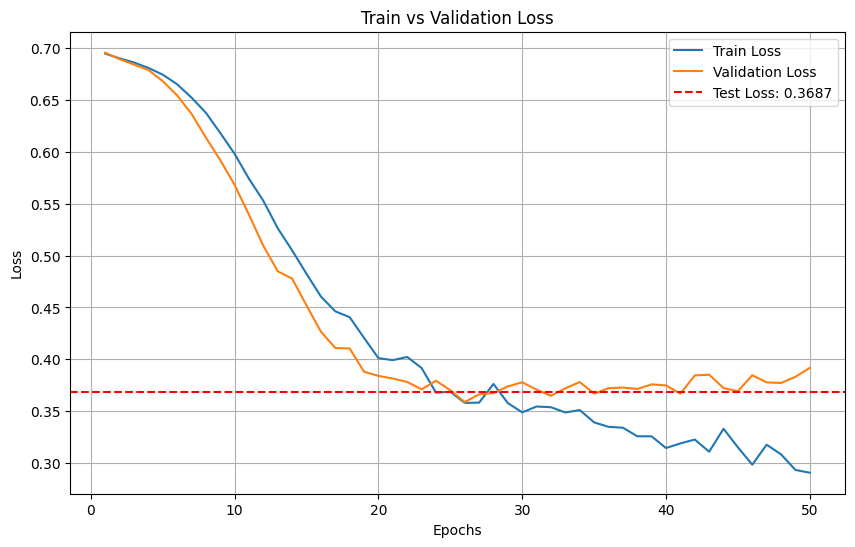 Train vs Validation Loss
Train Loss
Validation Loss
Test Loss: 0.3687
0.70
0.65
0.60
0.55
0.50
0.45
0.40
0.35
0.30
Loss
0 10 20 30 40 50
Epochs